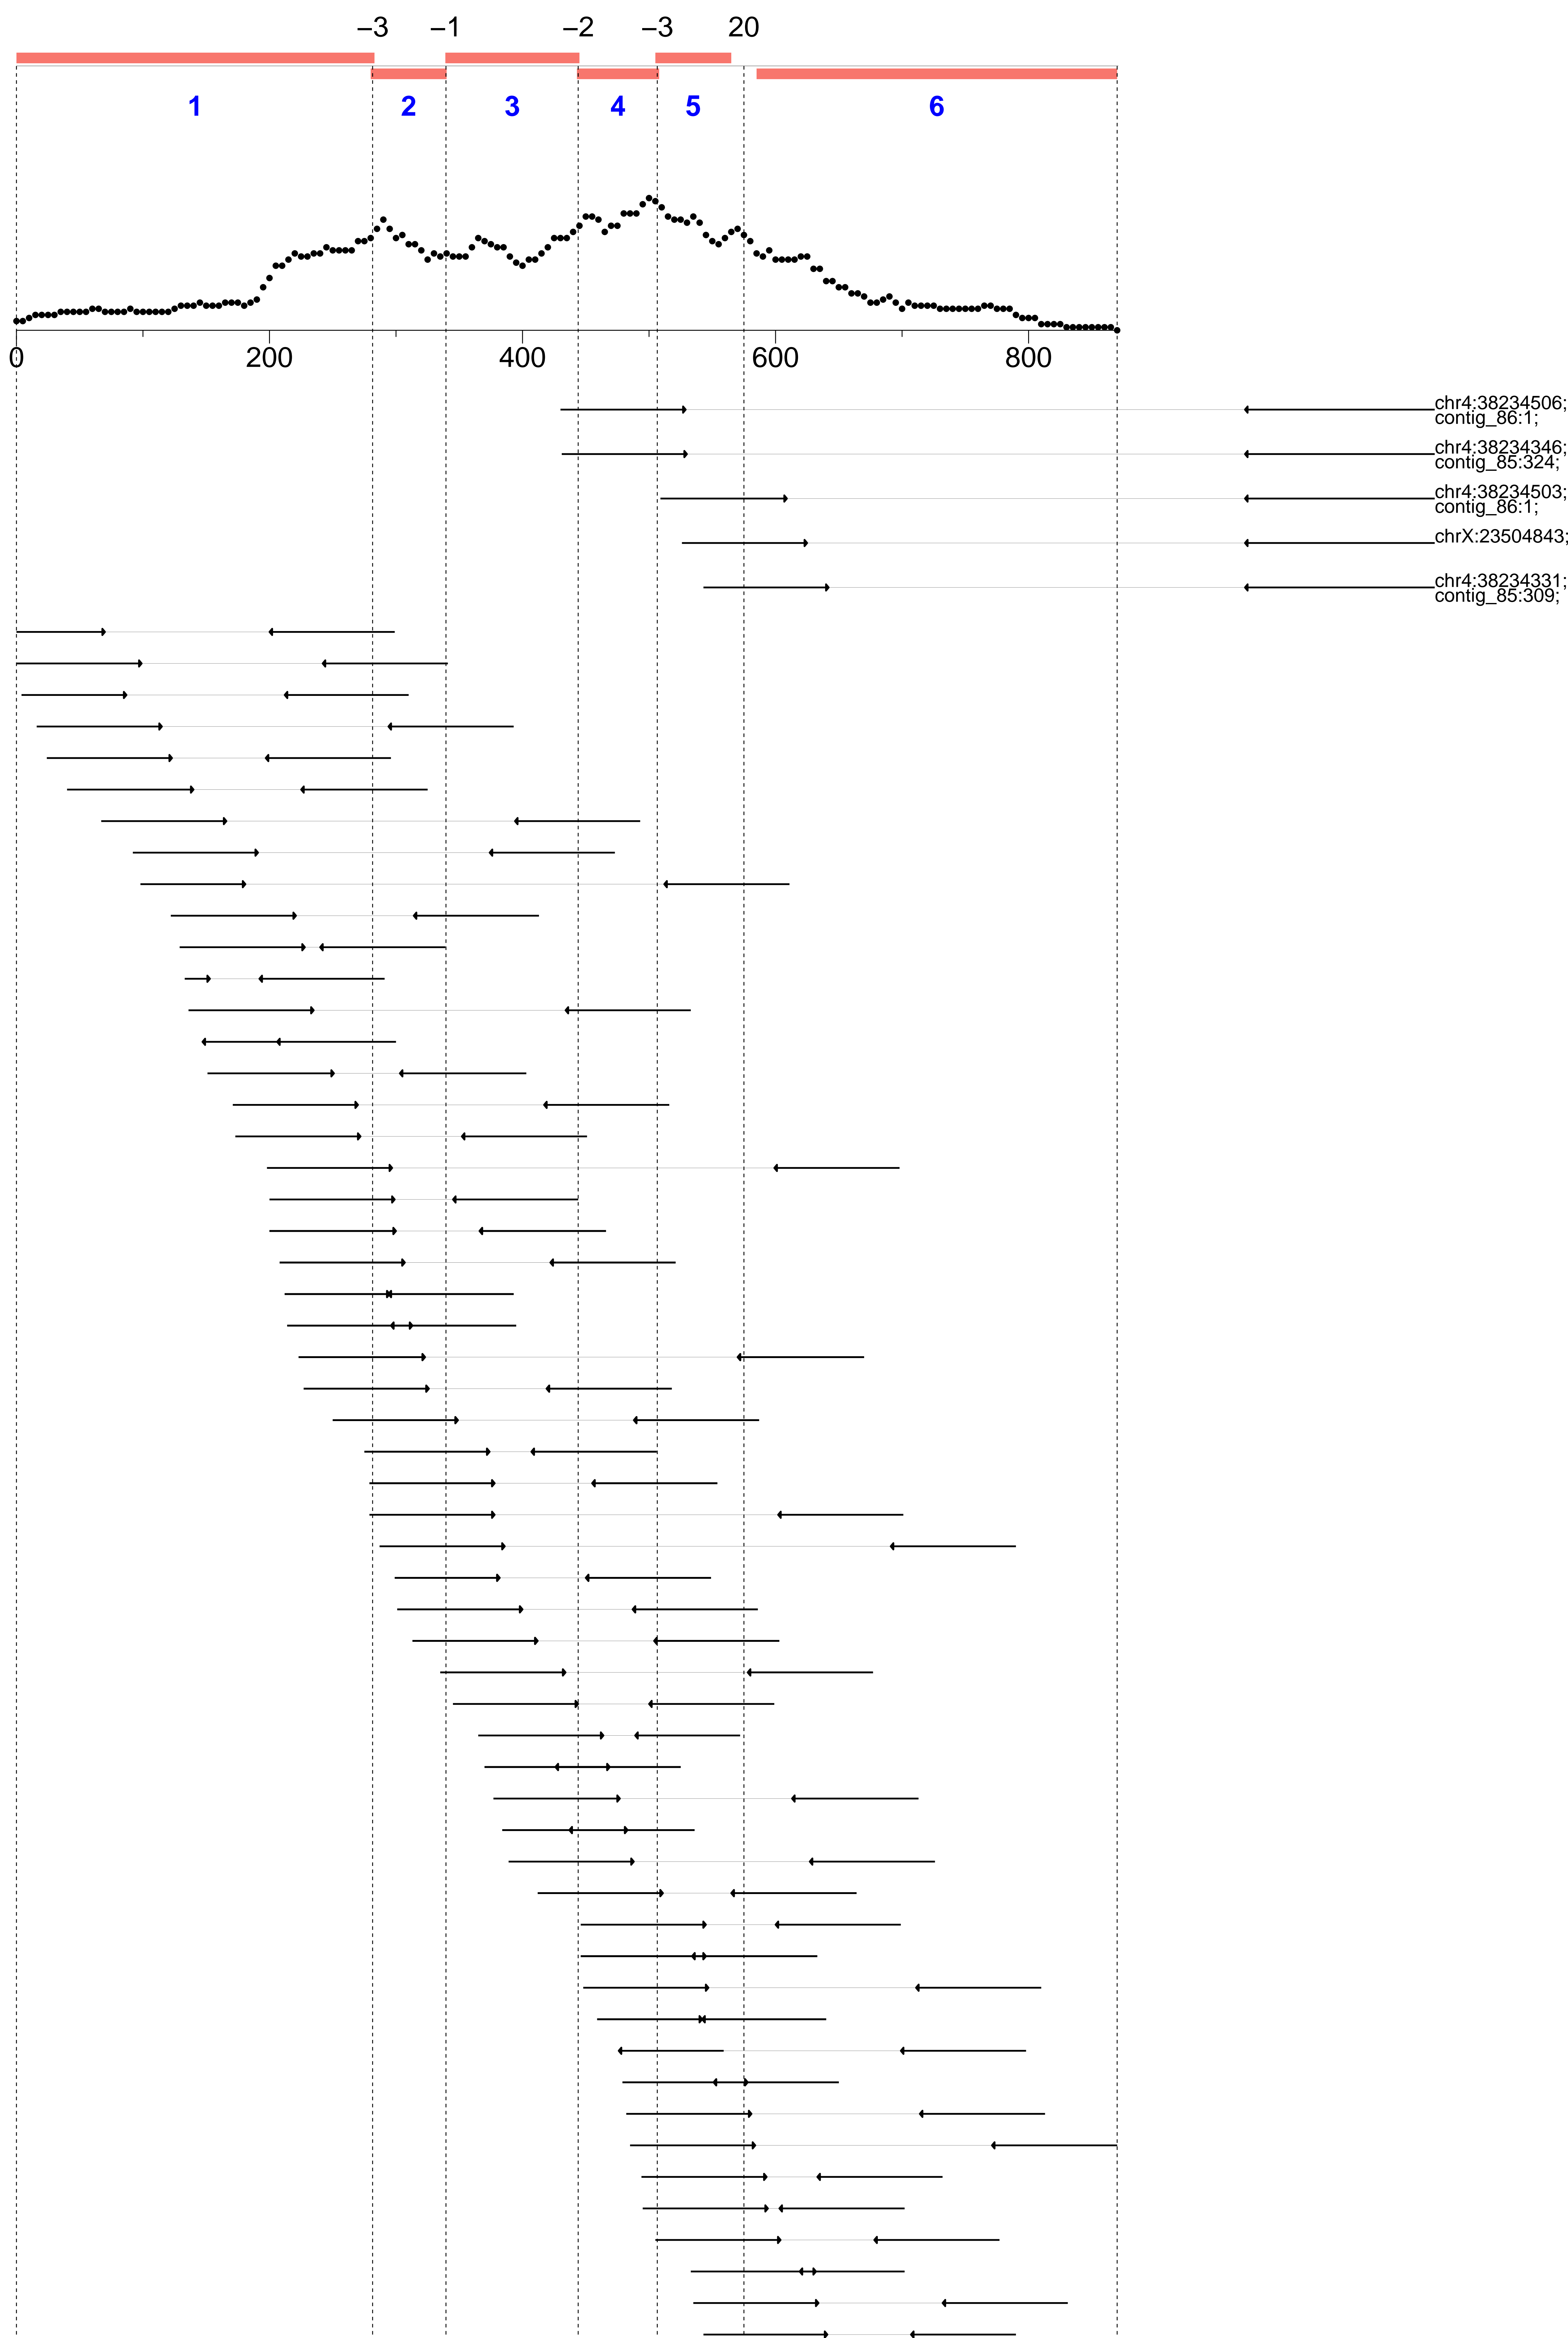 –3 –1 –2 –3 20
1 2 3 4 5 6
0 200 400 600 800
chr4:38234506;
contig_86:1;
chr4:38234346;
contig_85:324;
chr4:38234503;
contig_86:1;
chrX:23504843;
chr4:38234331;
contig_85:309;